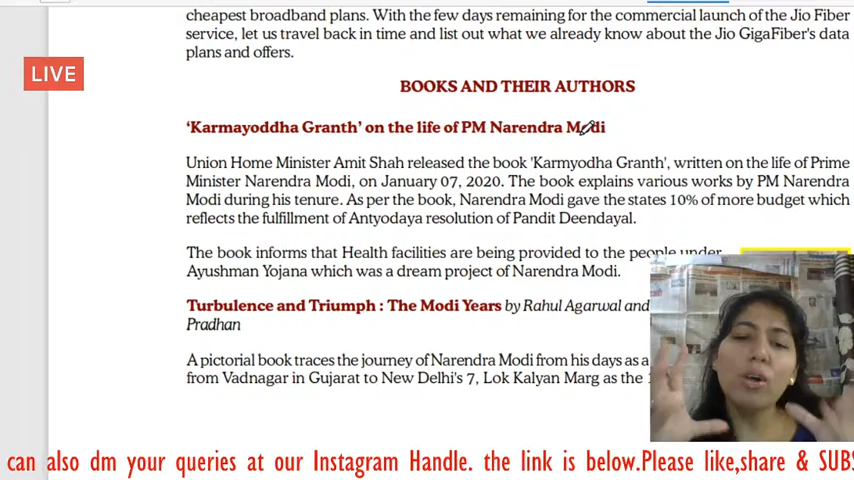 cheapest broadband plans. With the few days remaining for the commercial launch of the Jio Fiber
service, let us travel back in time and list out what we already know about the Jio GigaFiber's data
plans and offers.
LIVE
BOOKS AND THEIR AUTHORS
‘Karmayoddha Granth’ on the life of PM Narendra Modi
Union Home Minister Amit Shah released the book 'Karmyodha Granth', written on the life of Prime
Minister Narendra Modi, on January 07, 2020. The book explains various works by PM Narendra
Modi during his tenure. As per the book, Narendra Modi gave the states 10% of more budget which
reflects the fulfillment of Antyodaya resolution of Pandit Deendayal.
The book informs that Health facilities are being provided to the people under
Ayushman Yojana which was a dream project of Narendra Modi.
Turbulence and Triumph : The Modi Years by Rahul Agarwal and
Pradhan
A pictorial book traces the journey of Narendra Modi from his days as a
from Vadnagar in Gujarat to New Delhi's 7, Lok Kalyan Marg as the
can also dm your queries at our Instagram Handle. the link is below.Please like,share & SUBS